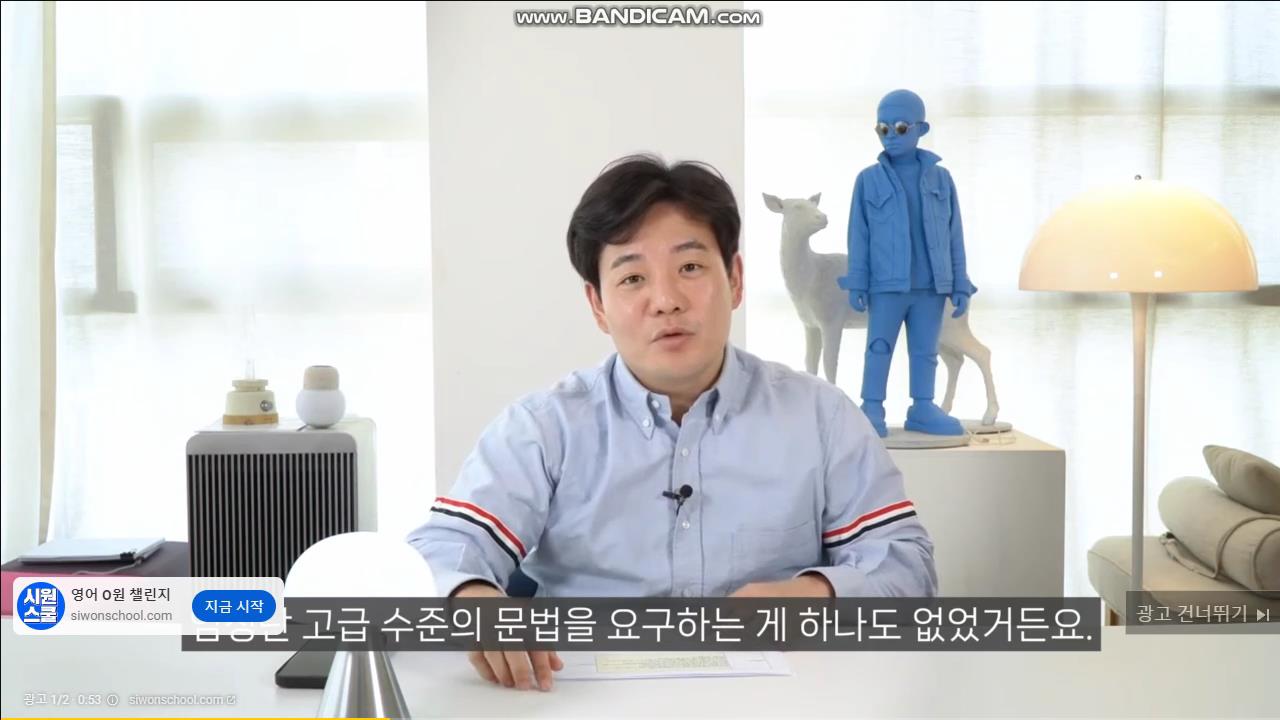 www.BANDICAM.com
시원
스쿨
영어 0원 챌린지
siwonschool.com
지금 시작
고급 수준의 문법을 요구하는 게 하나도 없었거든요.
광고 건너뛰기
광고 1/2 · 0:53
siwonschool.com